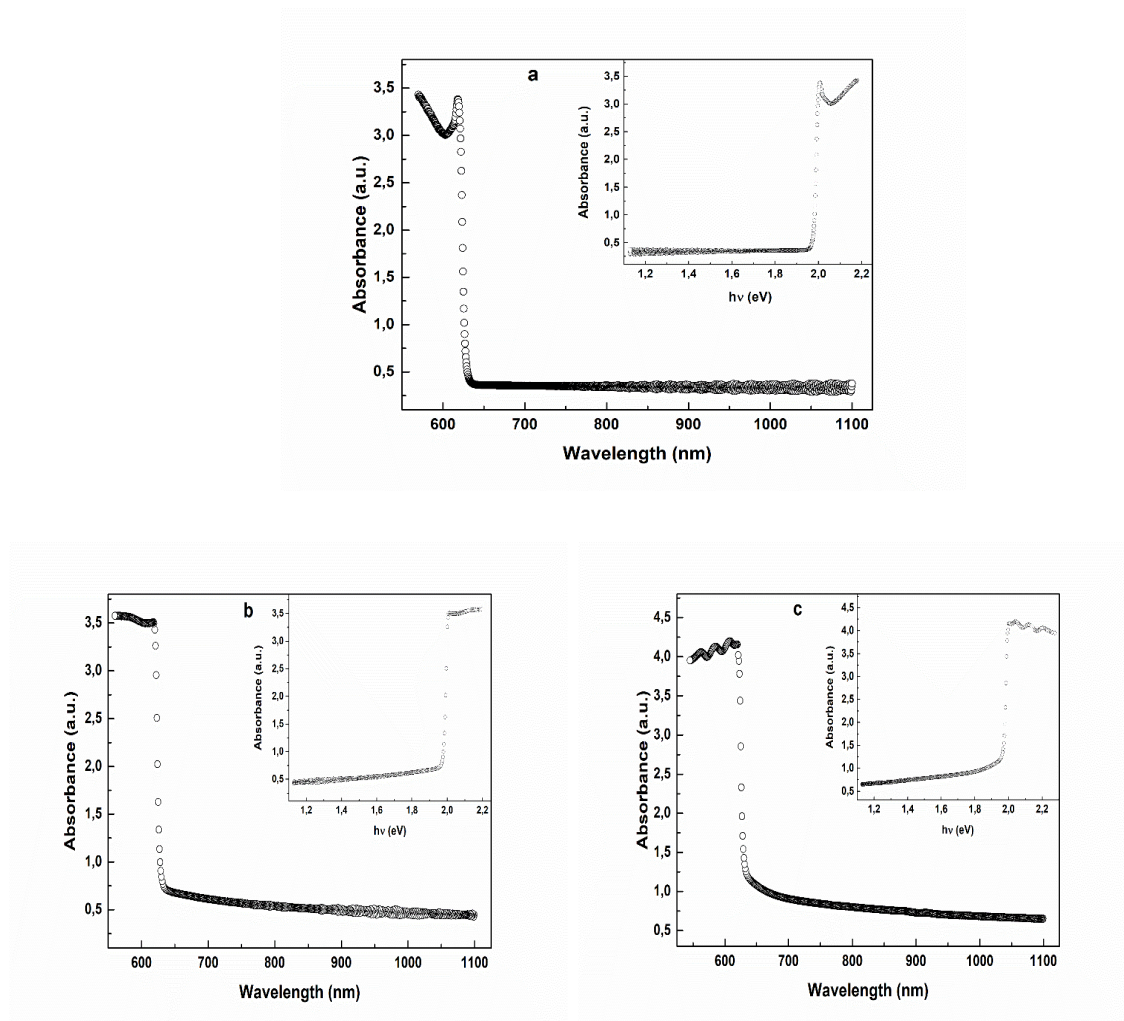 a
3,5
3,0
2,5
2,0
1,5
1,0
0,5
Absorbance (a.u.)
600 700 800 900 1000 1100
Wavelength (nm)
3,5
3,0
2,5
2,0
1,5
1,0
0,5
Absorbance (a.u.)
1,2 1,4 1,6 1,8 2,0 2,2
hν (eV)
b
3,5
3,0
2,5
2,0
1,5
1,0
0,5
Absorbance (a.u.)
600 700 800 900 1000 1100
Wavelength (nm)
3,5
3,0
2,5
2,0
1,5
1,0
0,5
Absorbance (a.u.)
1,2 1,4 1,6 1,8 2,0 2,2
hν (eV)
c
4,5
4,0
3,5
3,0
2,5
2,0
1,5
1,0
0,5
Absorbance (a.u.)
600 700 800 900 1000 1100
Wavelength (nm)
4,5
4,0
3,5
3,0
2,5
2,0
1,5
1,0
0,5
Absorbance (a.u.)
1,2 1,4 1,6 1,8 2,0 2,2
hν (eV)